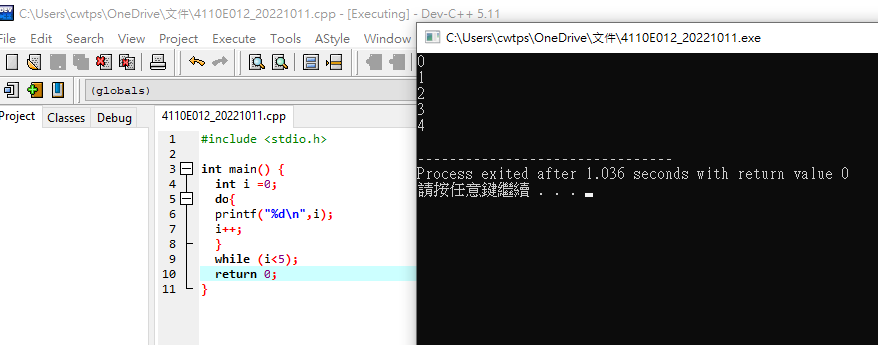 C:\Users\cwtps\OneDrive\文件\4110E012_20221011.cpp - [Executing] - Dev-C++ 5.11
File Edit Search View Project Execute Tools AStyle Window
(globals)
Project Classes Debug
4110E012_20221011.cpp
1 #include <stdio.h>
2
3 int main() {
4 int i =0;
5 do{
6 printf("%d\n",i);
7 i++;
8 }
9 while (i<5);
10 return 0;
11 }
C:\Users\cwtps\OneDrive\文件\4110E012_20221011.exe
0
1
2
3
4
--------------------------------
Process exited after 1.036 seconds with return value 0
請按任意鍵繼續 . . .